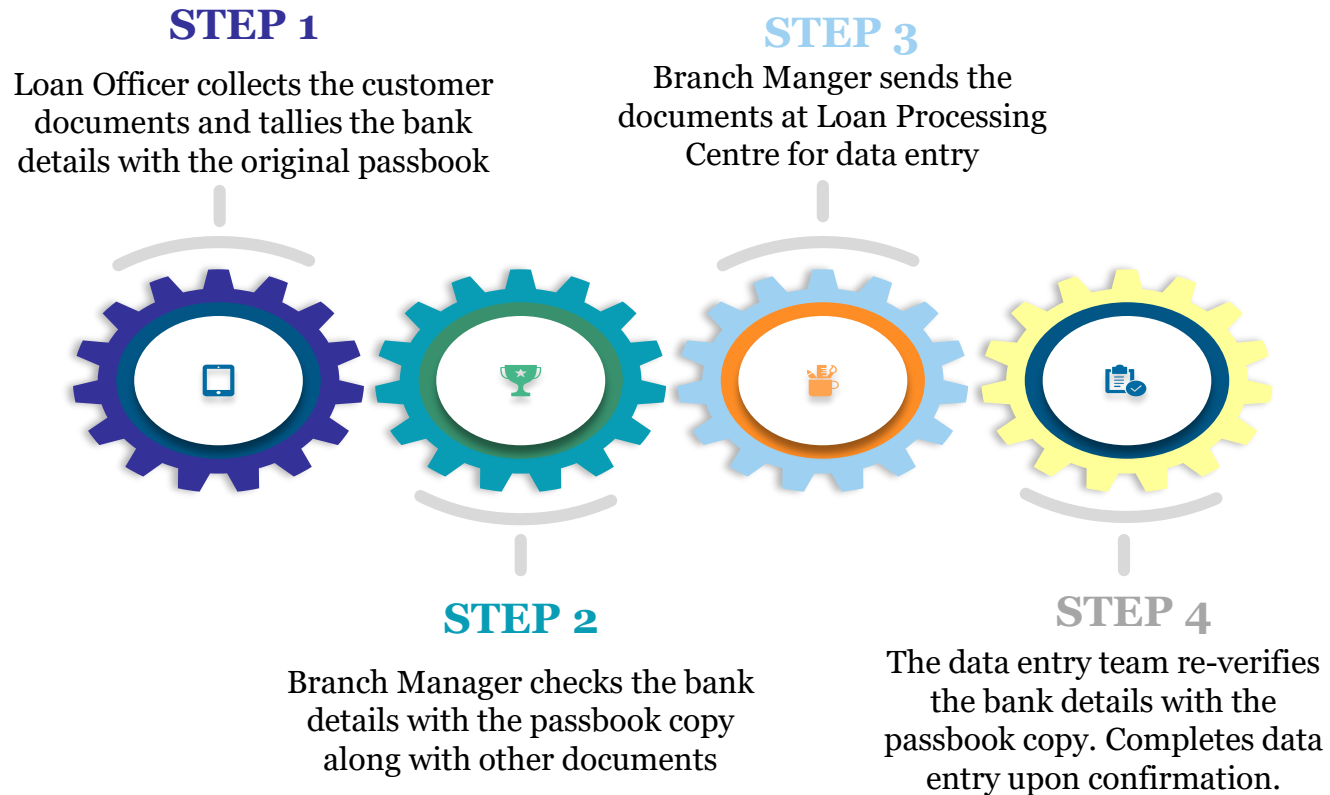 STEP 1
Loan Officer collects the customer
documents and tallies the bank
details with the original passbook
STEP 2
Branch Manager checks the bank
details with the passbook copy
along with other documents
STEP 3
Branch Manger sends the
documents at Loan Processing
Centre for data entry
STEP 4
The data entry team re-verifies
the bank details with the
passbook copy. Completes data
entry upon confirmation.